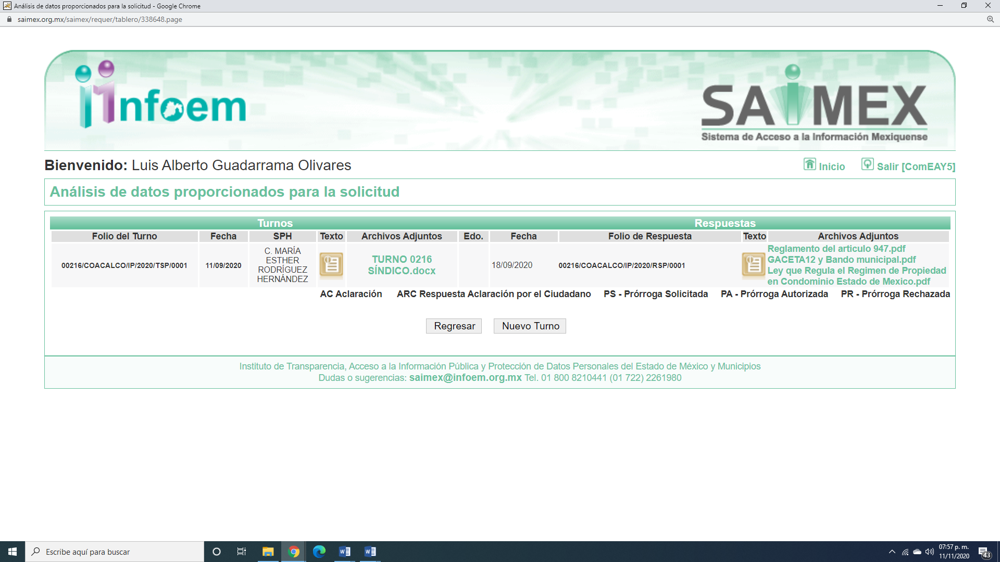 Análisis de datos proporcionados para la solicitud - Google Chrome
saimex.org.mx/saimex/requer/tablero/338648.page
infoem
SAIMEX
Sistema de Acceso a la Información Mexiquense
Bienvenido: Luis Alberto Guadarrama Olivares
Inicio
Salir [ComEAY5]
Análisis de datos proporcionados para la solicitud
Turnos
Respuestas
Folio del Turno
Fecha
SPH
Texto
Archivos Adjuntos
Edo.
Fecha
Folio de Respuesta
Texto
Archivos Adjuntos
00216/COACALCO/IP/2020/TSP/0001
11/09/2020
C. MARÍA
ESTHER
RODRÍGUEZ
HERNÁNDEZ
TURNO 0216
SÍNDICO.docx
18/09/2020
00216/COACALCO/IP/2020/RSP/0001
Reglamento del articulo 947.pdf
GACETA12 y Bando municipal.pdf
Ley que Regula el Regimen de Propiedad
en Condominio Estado de Mexico.pdf
AC Aclaración
ARC Respuesta Aclaración por el Ciudadano
PS - Prórroga Solicitada
PA - Prórroga Autorizada
PR - Prórroga Rechazada
Regresar
Nuevo Turno
Instituto de Transparencia, Acceso a la Información Pública y Protección de Datos Personales del Estado de México y Municipios
Dudas o sugerencias: saimex@infoem.org.mx Tel. 01 800 8210441 (01 722) 2261980
Escribe aquí para buscar
07:57 p. m.
11/11/2020
43